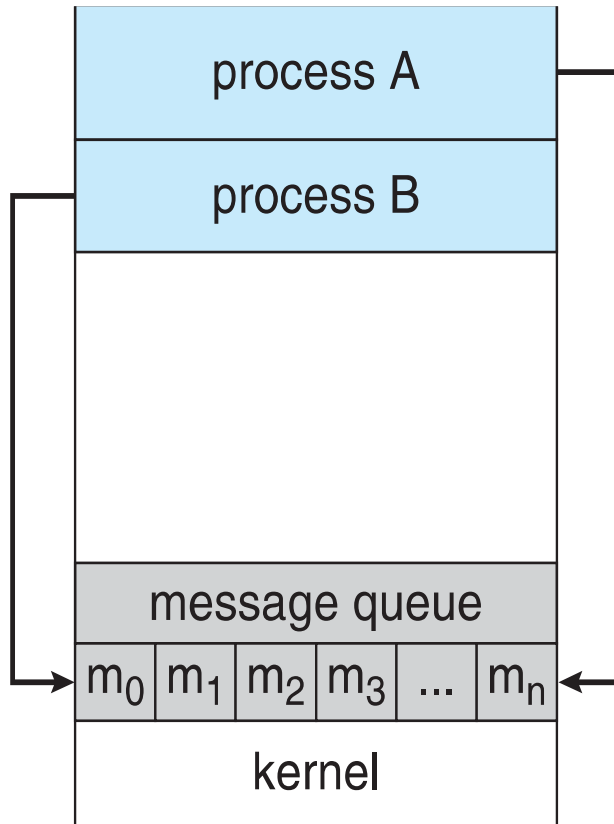 process A
process B
message queue
m₀ m₁ m₂ m₃ ... mₙ
kernel